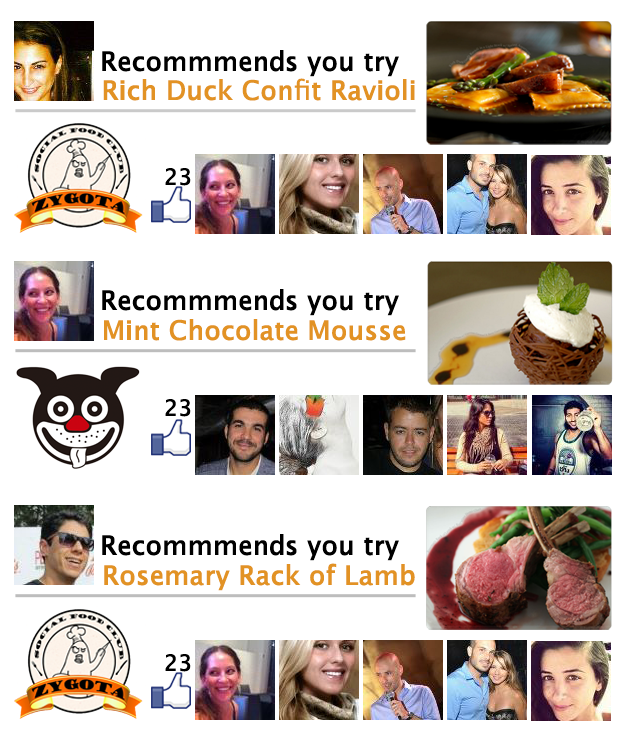 Recommmends you try
Rich Duck Confit Ravioli
SOCIAL FOOD CLUB
ZYGOTA
23
Recommmends you try
Mint Chocolate Mousse
23
Recommmends you try
Rosemary Rack of Lamb
SOCIAL FOOD CLUB
ZYGOTA
23